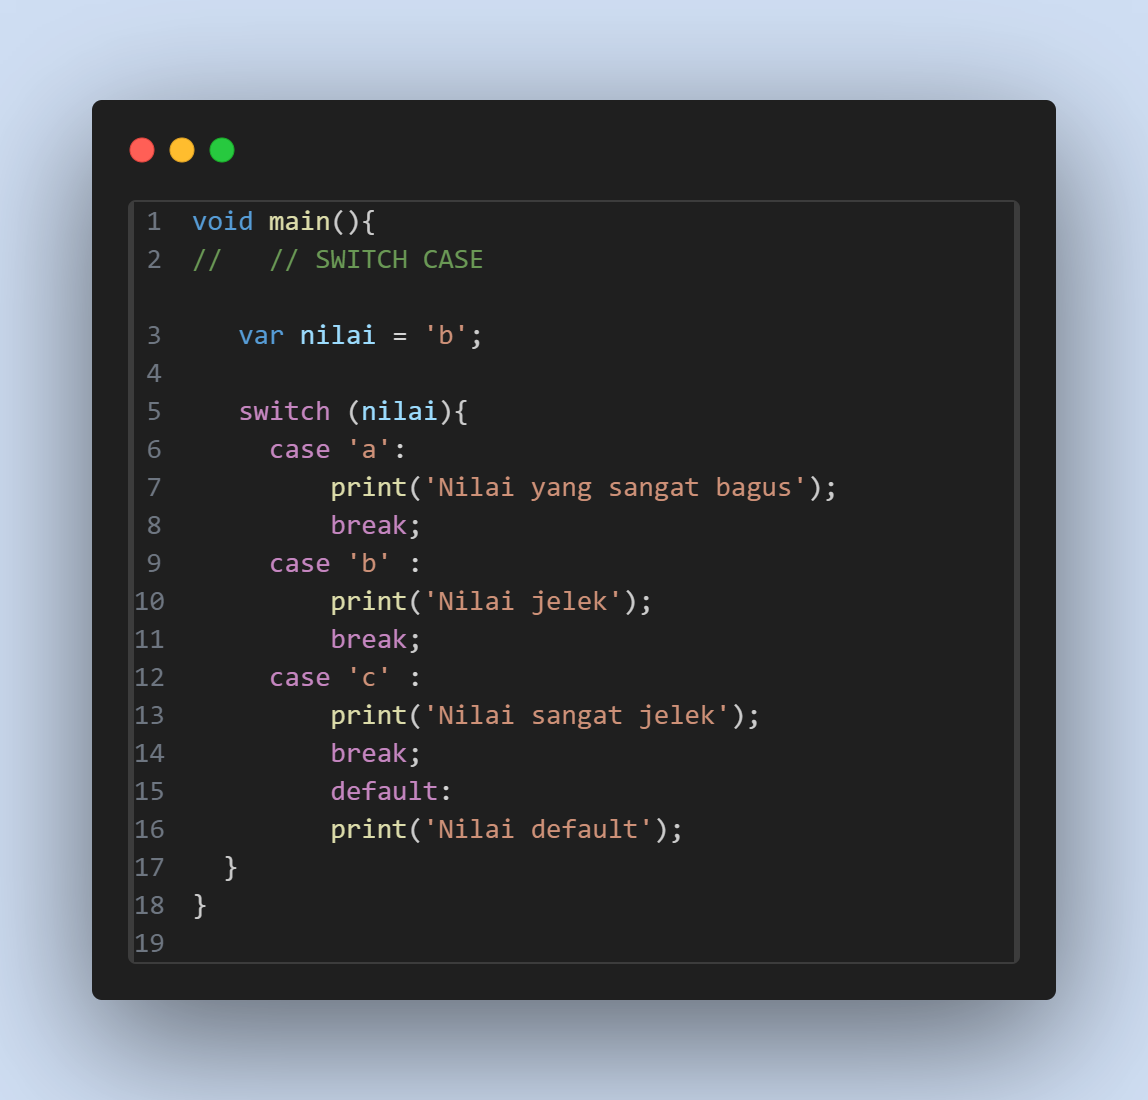 1 void main(){
2 //   // SWITCH CASE
3    var nilai = 'b';
4
5    switch (nilai){
6      case 'a':
7          print('Nilai yang sangat bagus');
8          break;
9      case 'b' :
10          print('Nilai jelek');
11          break;
12      case 'c' :
13          print('Nilai sangat jelek');
14          break;
15          default:
16          print('Nilai default');
17   }
18 }
19